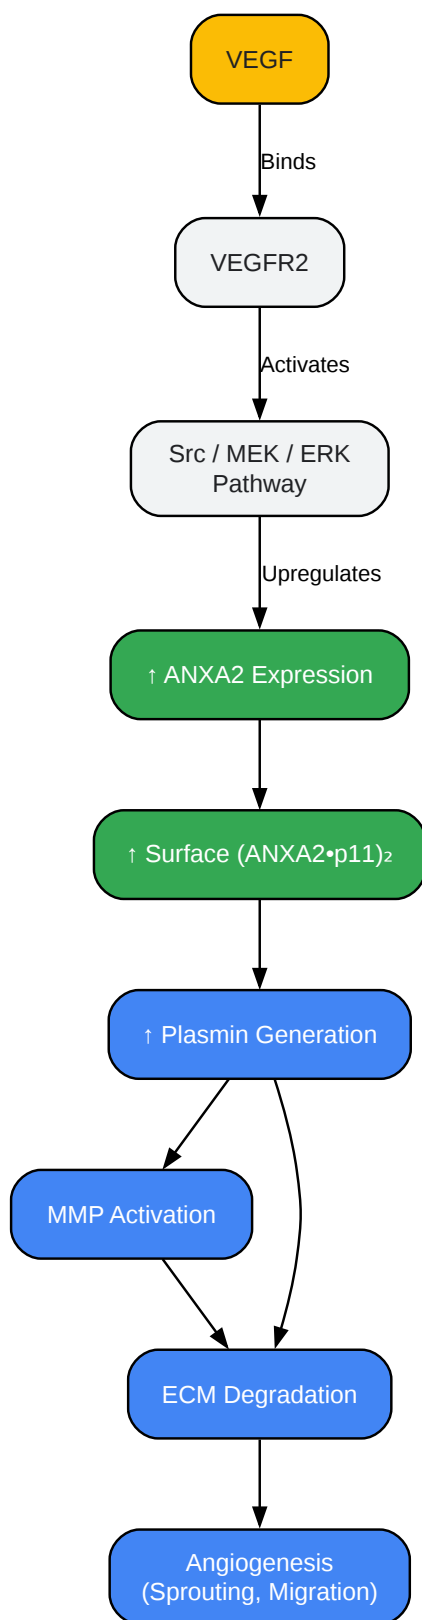 VEGF
Binds
VEGFR2
Activates
Src / MEK / ERK
Pathway
Upregulates
↑ ANXA2 Expression
↑ Surface (ANXA2•p11)₂
↑ Plasmin Generation
MMP Activation
ECM Degradation
Angiogenesis
(Sprouting, Migration)